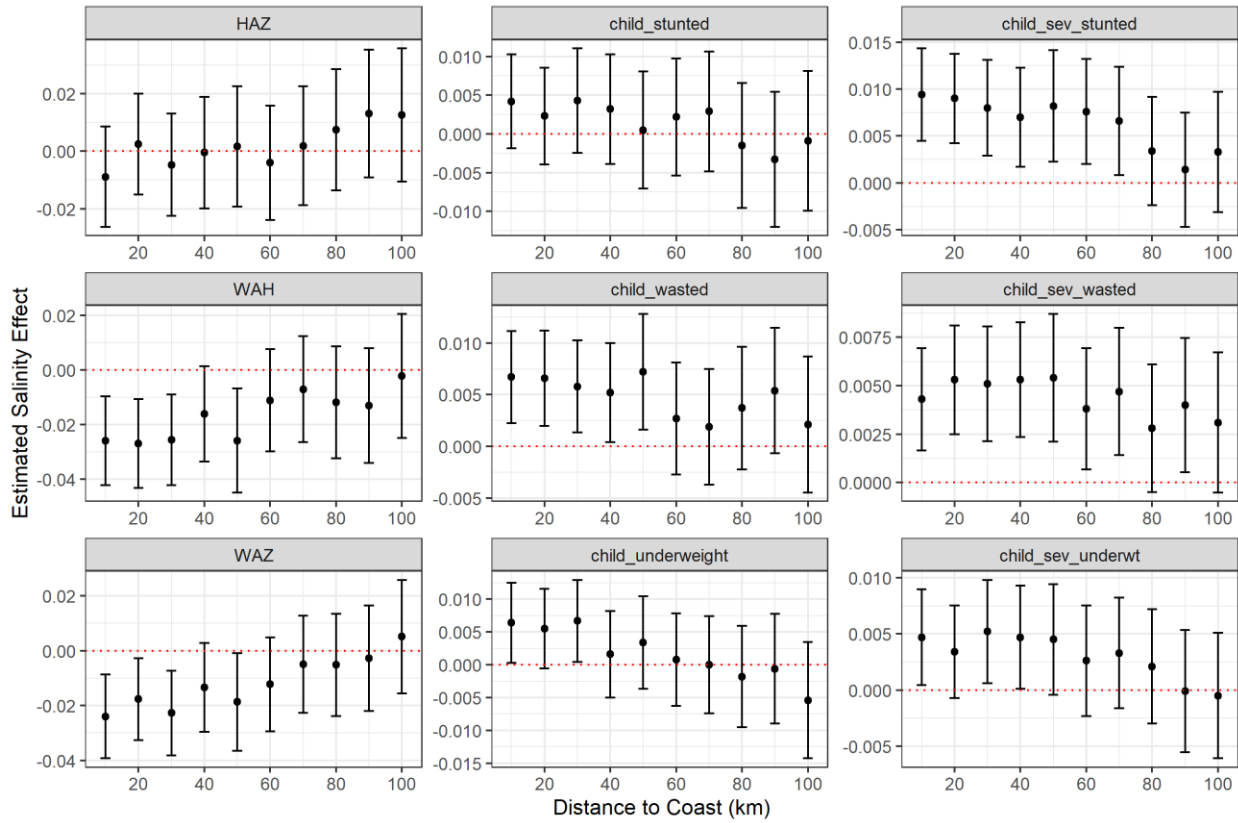 HAZ
child_stunted
child_sev_stunted
0.02
0.00
-0.02
20 40 60 80 100
0.010
0.005
0.000
-0.005
-0.010
20 40 60 80 100
0.015
0.010
0.005
0.000
-0.005
20 40 60 80 100
WAH
child_wasted
child_sev_wasted
0.02
0.00
-0.02
-0.04
20 40 60 80 100
0.010
0.005
0.000
-0.005
20 40 60 80 100
0.0075
0.0050
0.0025
0.0000
20 40 60 80 100
WAZ
child_underweight
child_sev_underwt
0.02
0.00
-0.02
-0.04
20 40 60 80 100
0.010
0.005
0.000
-0.005
-0.010
-0.015
20 40 60 80 100
0.010
0.005
0.000
-0.005
20 40 60 80 100
Estimated Salinity Effect
Distance to Coast (km)